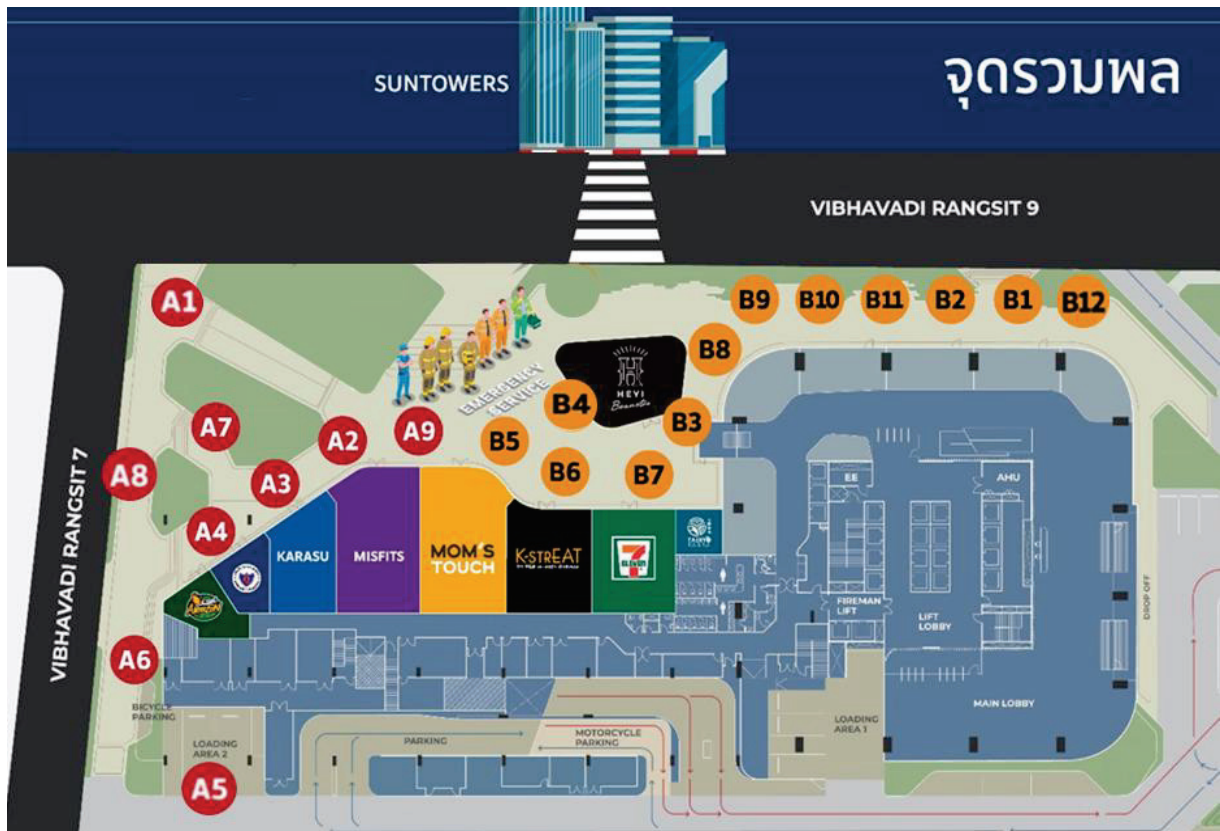 SUNTOWERS
จุดรวมพล
VIBHAVADI RANGSIT 9
VIBHAVADI RANGSIT 7
A1
B9
B10
B11
B2
B1
B12
B8
HEYI
EMERGENCY
SERVICE
B4
B3
A7
A2
A9
B5
B6
B7
A8
A3
A4
KARASU
MISFITS
MOM'S
TOUCH
K-STREAT
7
ELEVEN
EE
AHU
FIREMAN
LIFT
LIFT
LOBBY
DROP OFF
A6
BICYCLE
PARKING
MAIN LOBBY
LOADING
AREA 2
PARKING
MOTORCYCLE
PARKING
LOADING
AREA 1
A5